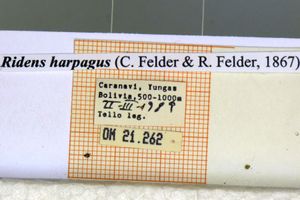 Ridens harpagus (C. Felder & R. Felder, 1867)
Caranavi, Yungas
Bolivia, 500-1000m
Tello leg.
OM 21.262